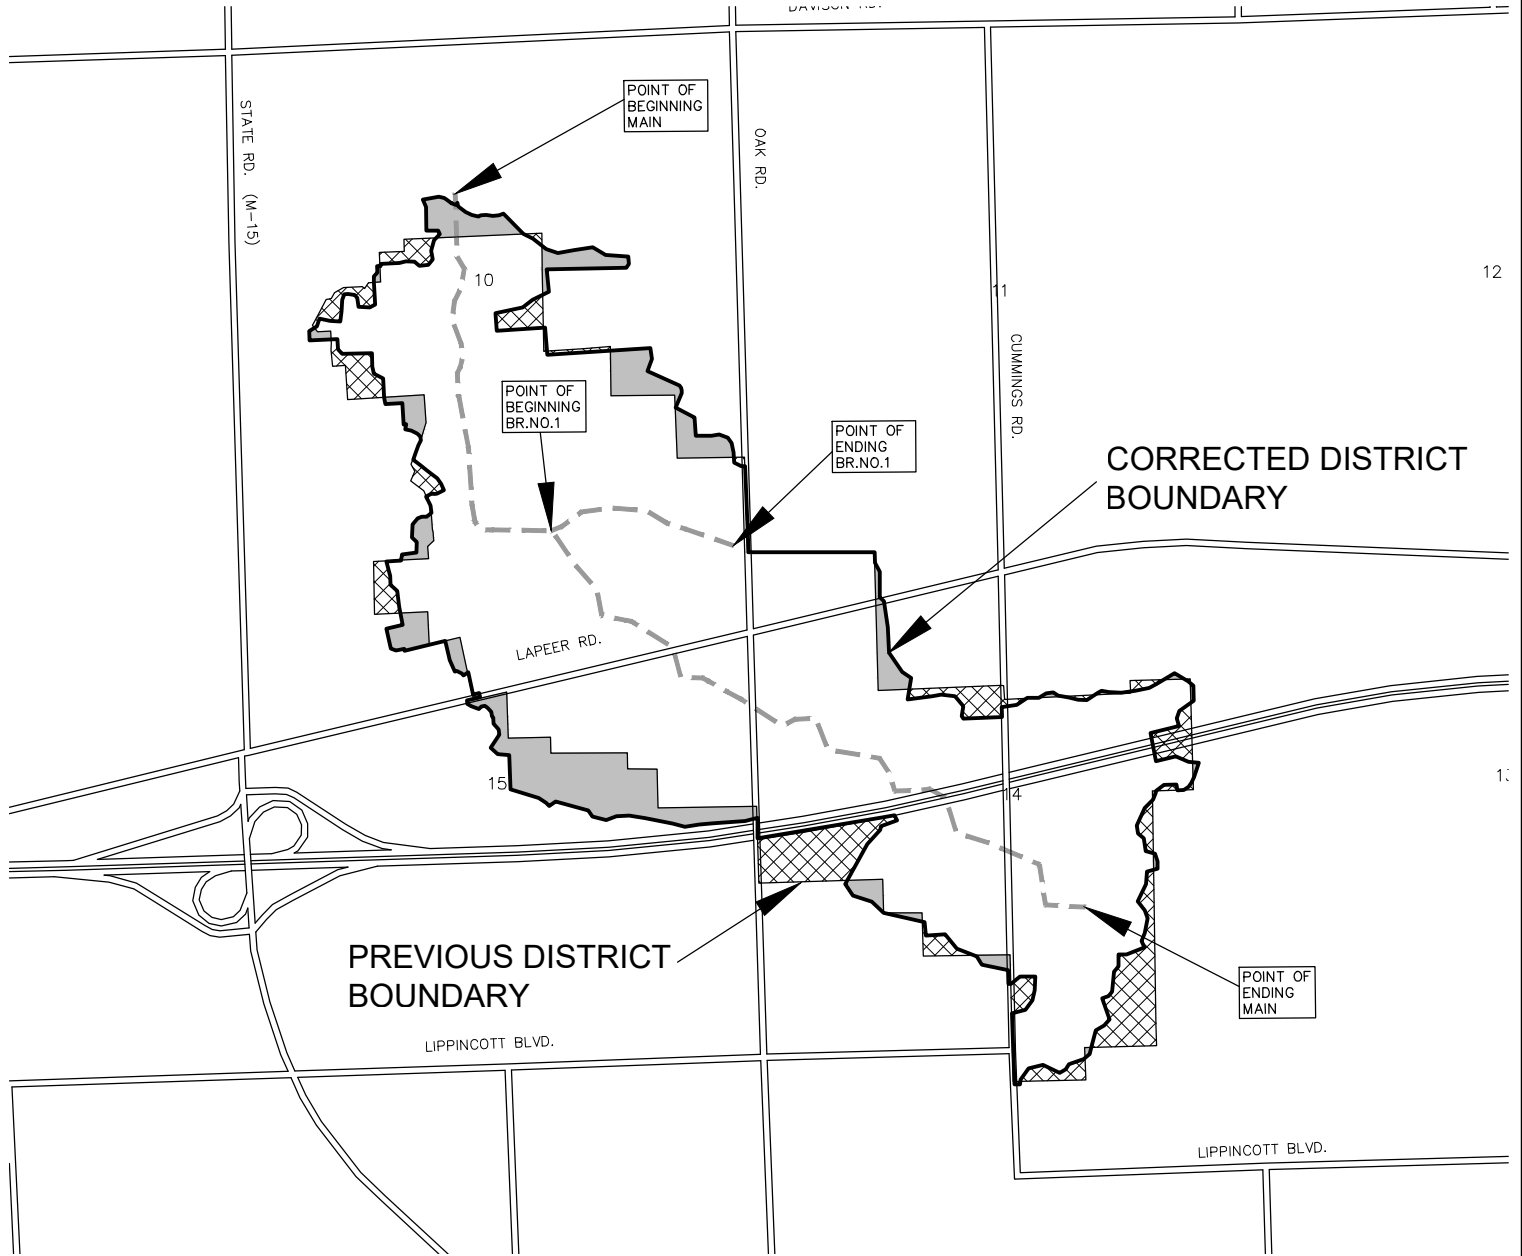 DAVISON RD.
POINT OF
BEGINNING
MAIN
STATE RD. (M-15)
OAK RD.
10
11
12
CUMMINGS RD.
POINT OF
BEGINNING
BR.NO.1
POINT OF
ENDING
BR.NO.1
CORRECTED DISTRICT
BOUNDARY
LAPEER RD.
15
14
PREVIOUS DISTRICT
BOUNDARY
POINT OF
ENDING
MAIN
LIPPINCOTT BLVD.
LIPPINCOTT BLVD.